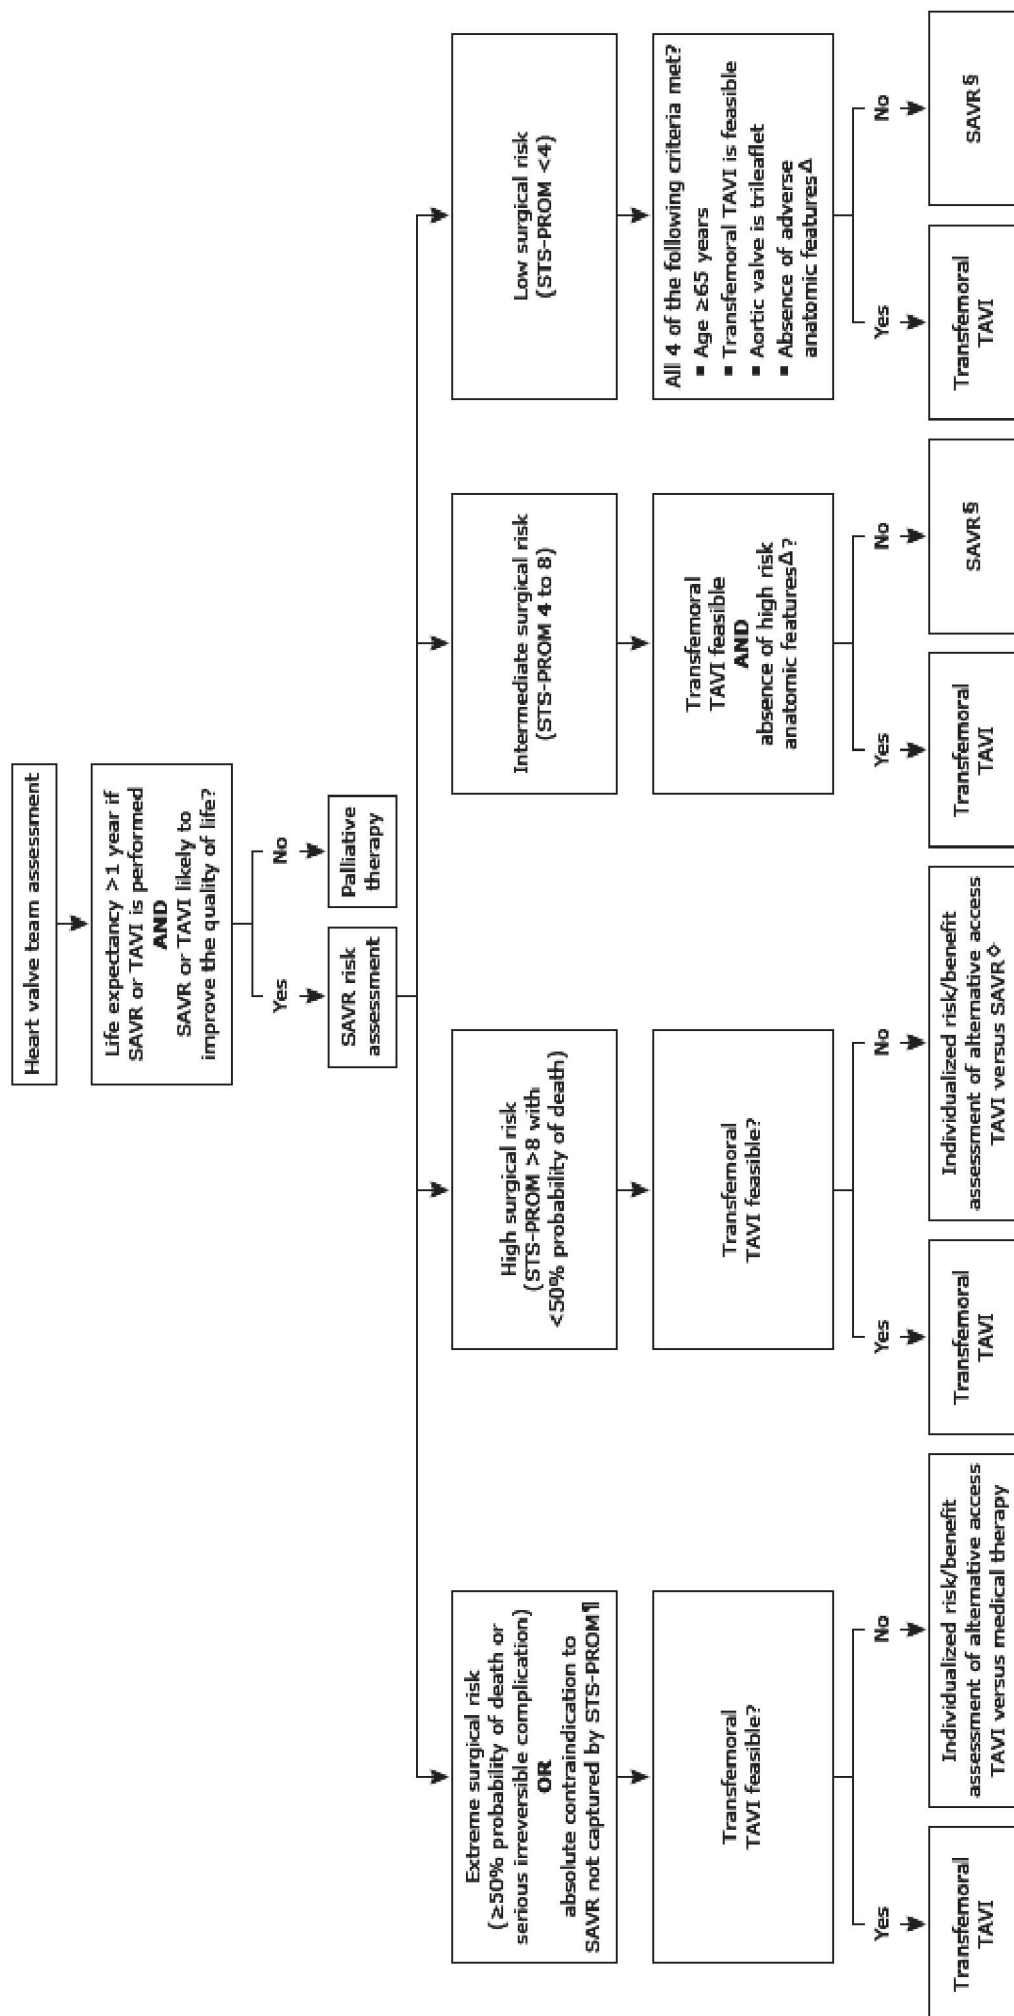 Heart valve team assessment
Life expectancy >1 year if
SAVR or TAVI is performed
AND
SAVR or TAVI likely to
improve the quality of life?
Yes
No
SAVR risk
assessment
Palliative
therapy
Extreme surgical risk
(≥50% probability of death or
serious irreversible complication)
OR
absolute contraindication to
SAVR not captured by STS-PROM¶
High surgical risk
(STS-PROM >8 with
<50% probability of death)
Intermediate surgical risk
(STS-PROM 4 to 8)
Low surgical risk
(STS-PROM <4)
Transfemoral
TAVI feasible?
Transfemoral
TAVI feasible?
Transfemoral
TAVI feasible
AND
absence of high risk
anatomic featuresΔ?
All 4 of the following criteria met?
▪ Age ≥65 years
▪ Transfemoral TAVI is feasible
▪ Aortic valve is trileaflet
▪ Absence of adverse
anatomic featuresΔ
Yes
No
Yes
No
Yes
No
Yes
No
Transfemoral
TAVI
Individualized risk/benefit
assessment of alternative access
TAVI versus medical therapy
Transfemoral
TAVI
Individualized risk/benefit
assessment of alternative access
TAVI versus SAVR◊
Transfemoral
TAVI
SAVR§
Transfemoral
TAVI
SAVR§